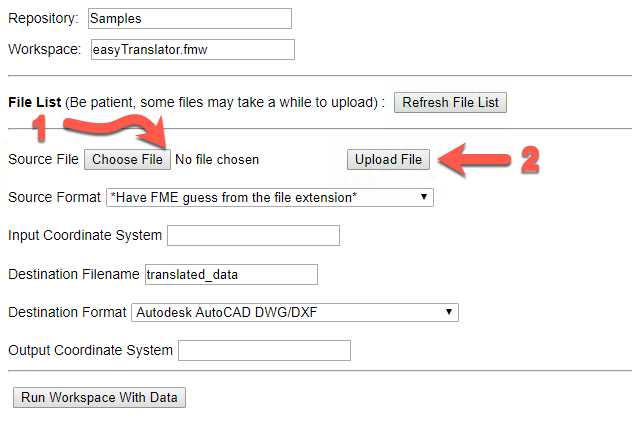 Repository: Samples
Workspace: easyTranslator.fmw
File List (Be patient, some files may take a while to upload) : Refresh File List
1
Source File Choose File No file chosen Upload File 2
Source Format *Have FME guess from the file extension*
Input Coordinate System
Destination Filename translated_data
Destination Format Autodesk AutoCAD DWG/DXF
Output Coordinate System
Run Workspace With Data